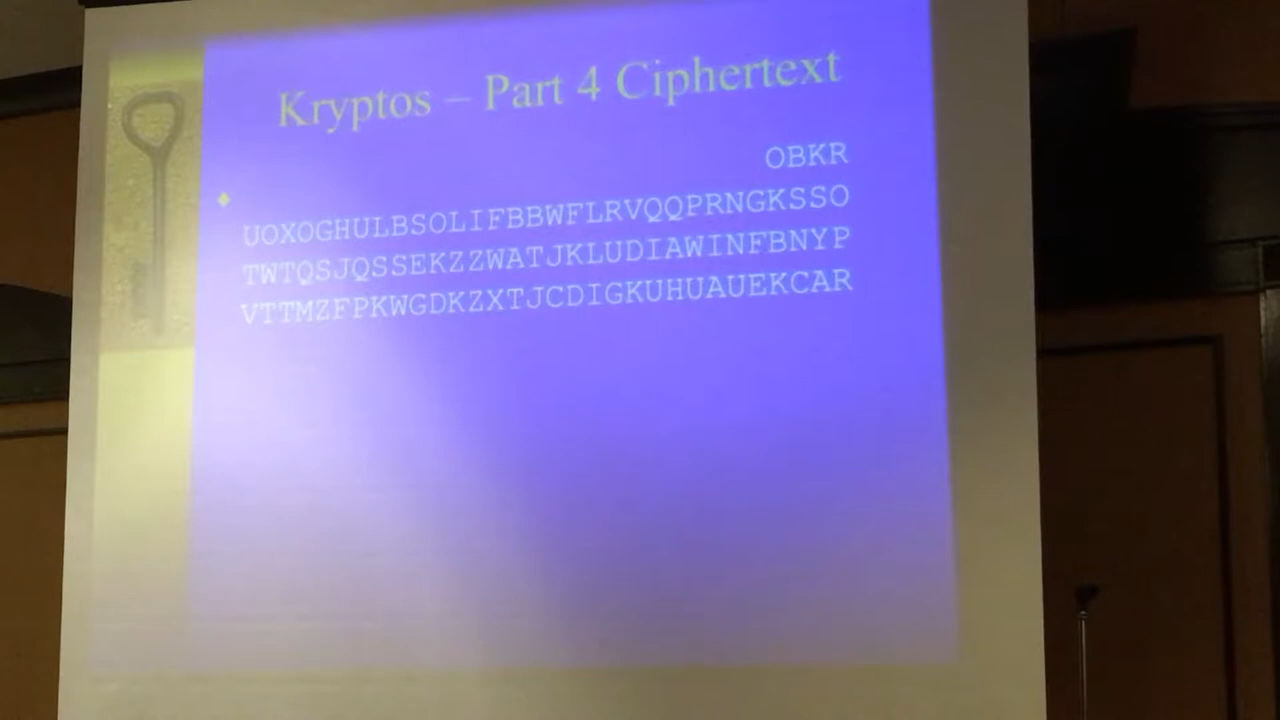 Kryptos – Part 4 Ciphertext
OBKR
UOXOGHULBSOLIFBBWFLRVQQPRNGKSSO
TWTQSJQSSEKZZWATJKLUDIAWINFBNYP
VTTMZFPKWGDKZXTJCDIGKUHUAUEKCAR